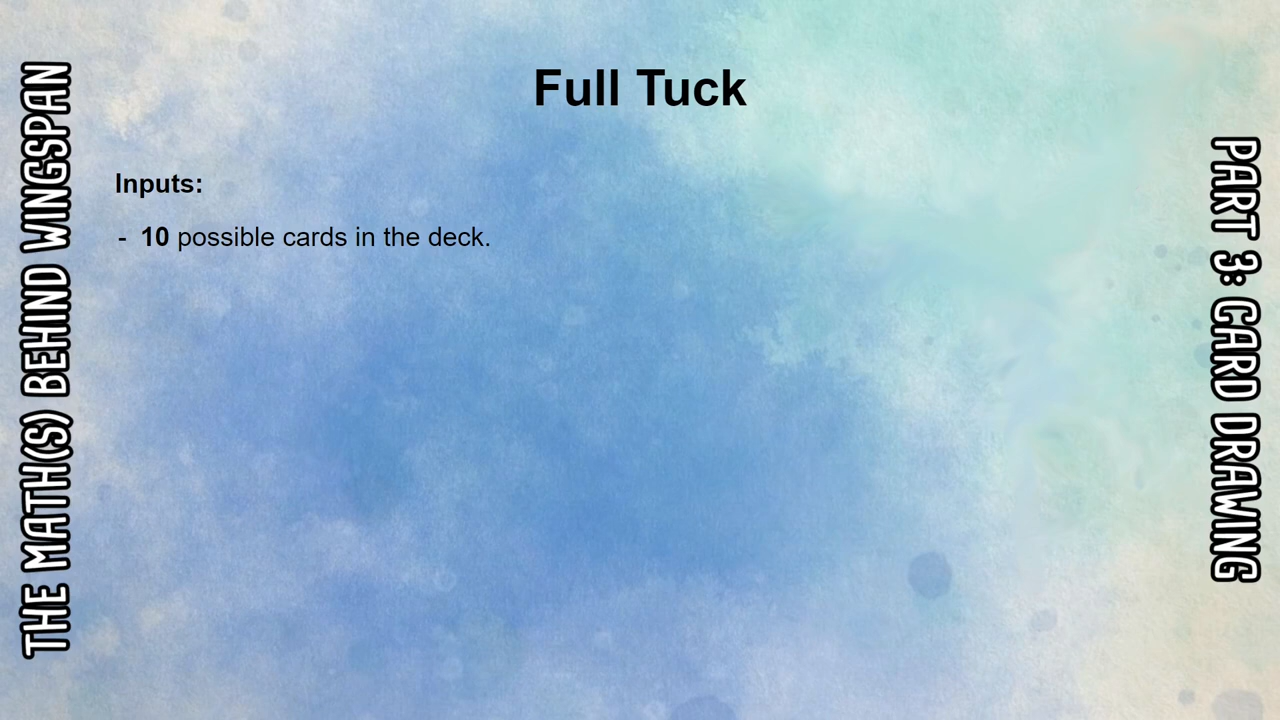 THE MATH(S) BEHIND WINGSPAN
Full Tuck
Inputs:
- 10 possible cards in the deck.
PART 3: CARD DRAWING